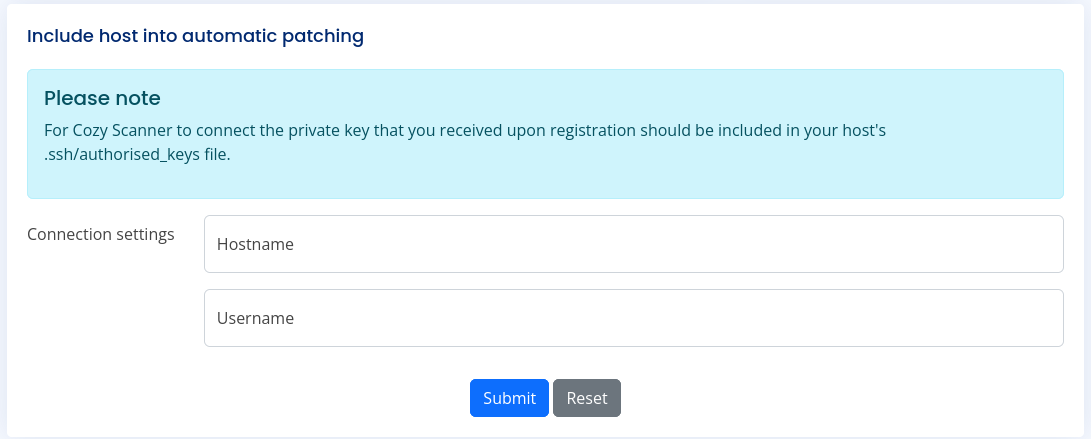 Include host into automatic patching
Please note
For Cozy Scanner to connect the private key that you received upon registration should be included in your host's
.ssh/authorised_keys file.
Connection settings
Hostname
Username
Submit
Reset